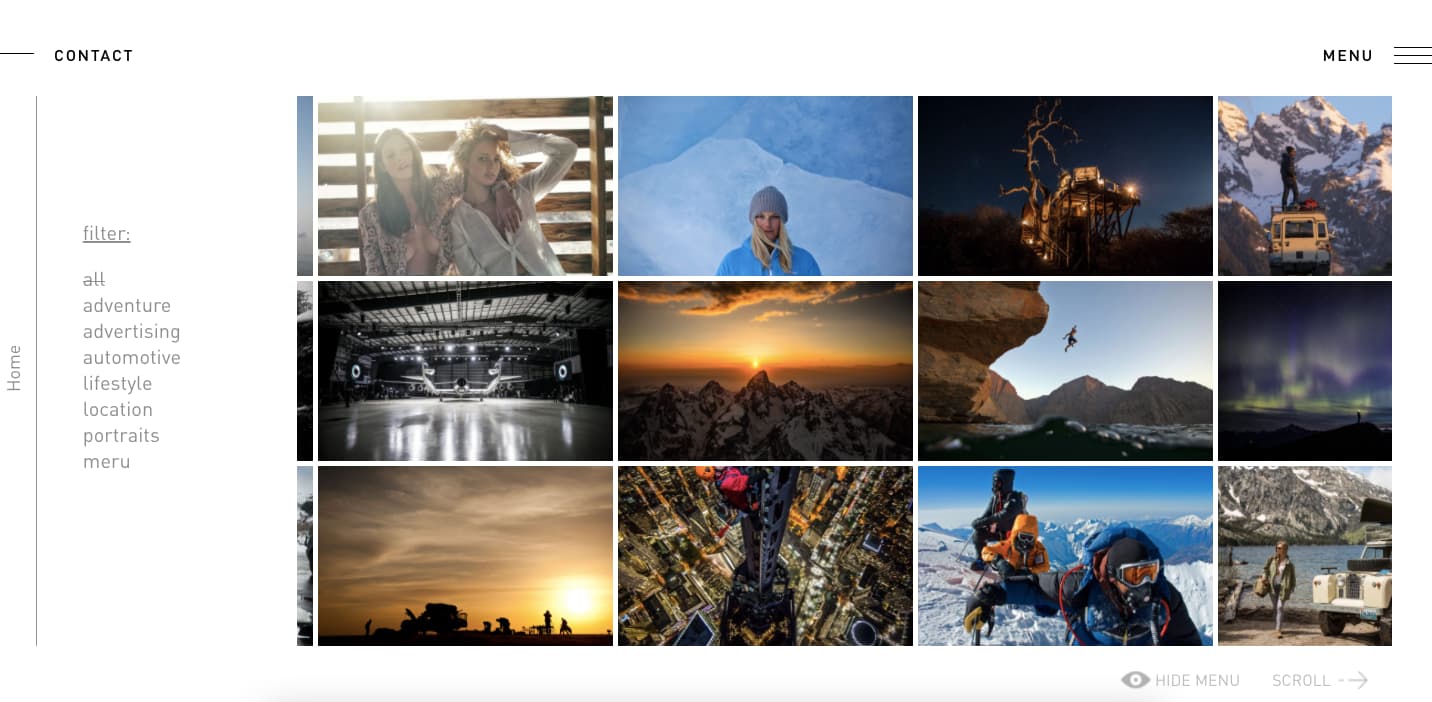 CONTACT
MENU
filter:
all
adventure
advertising
automotive
lifestyle
location
portraits
meru
Home
HIDE MENU
SCROLL